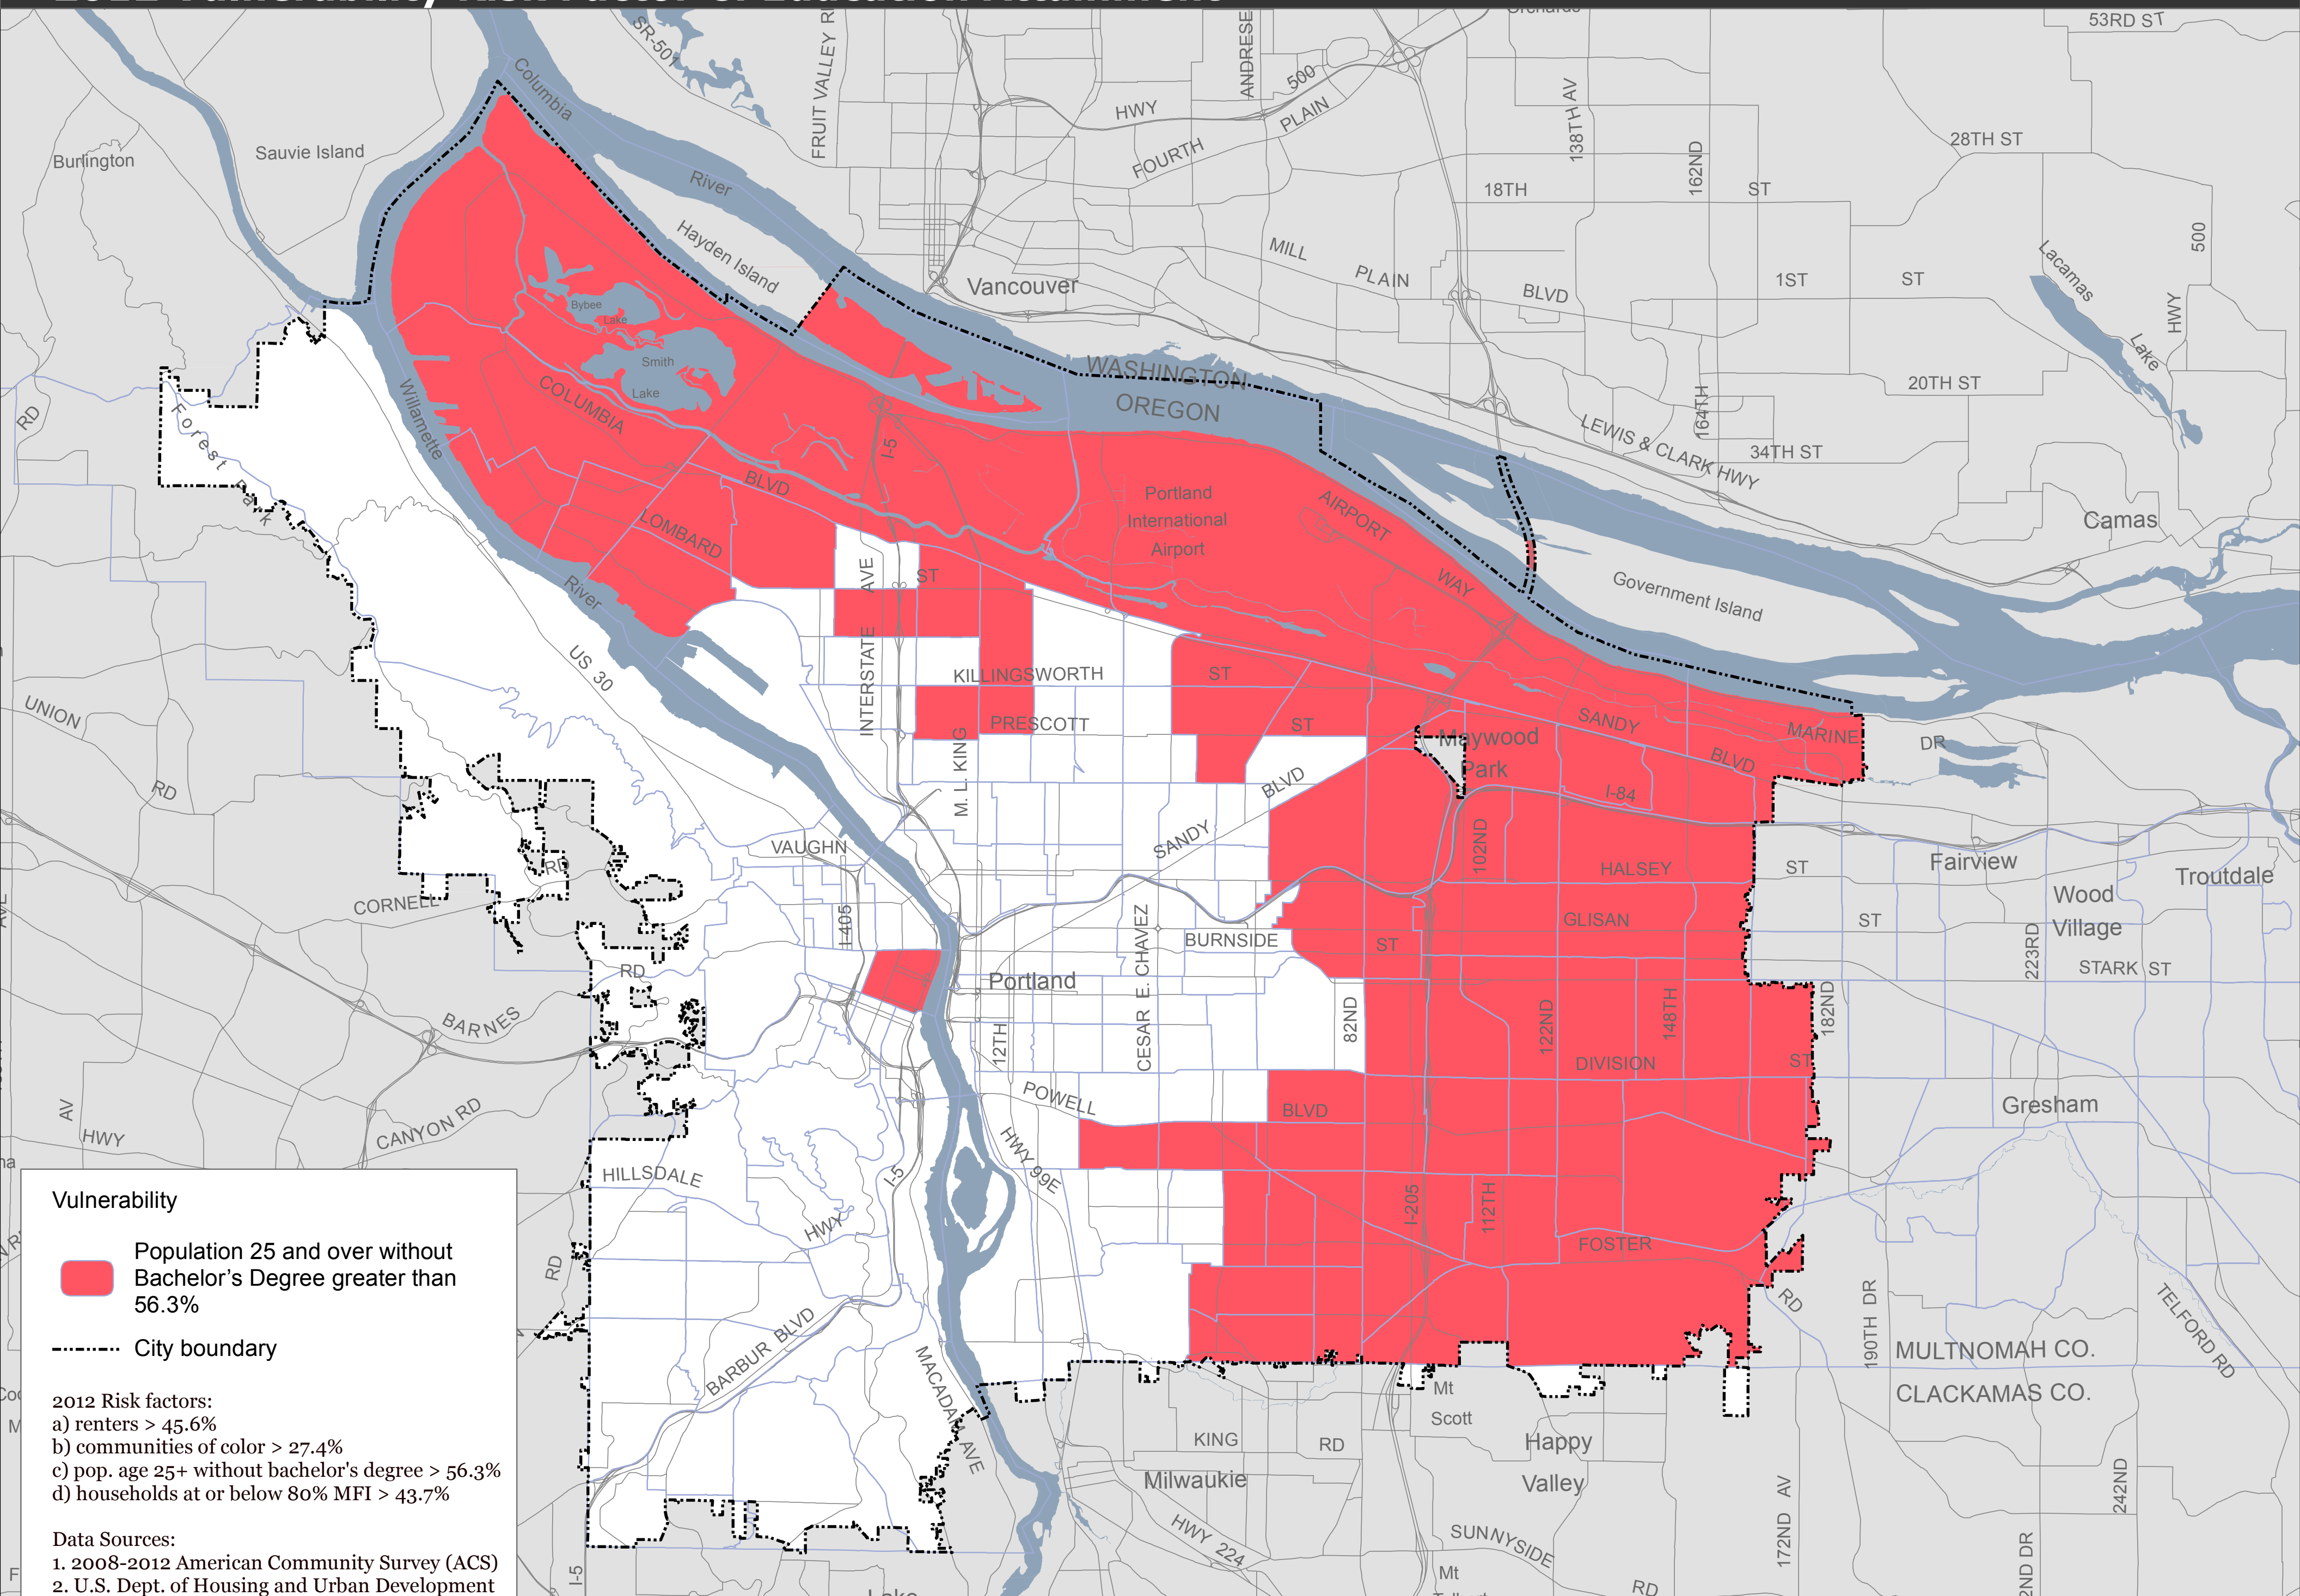 53RD ST
SR-501
FRUIT VALLEY
ANDRESE
500
HWY
PLAIN
FOURTH
138TH AV
162ND
28TH ST
18TH
ST
Columbia
River
Burlington
Sauvie Island
Hayden Island
MILL
PLAIN
BLVD
1ST
ST
500
HWY
Lacamas
Lake
Vancouver
Bybee
Lake
Smith
Lake
WASHINGTON
OREGON
164TH
20TH ST
LEWIS & CLARK HWY
34TH ST
RD
Forest
Park
Willamette
River
COLUMBIA
BLVD
I-5
LOMBARD
ST
Portland
International
Airport
AIRPORT
WAY
Camas
Government Island
AVE
INTERSTATE
US 30
KILLINGSWORTH
ST
PRESCOTT
ST
UNION
RD
M. L. KING
Maywood
Park
SANDY
BLVD
MARINE
DR
SANDY
BLVD
I-84
VAUGHN
102ND
HALSEY
ST
Fairview
Wood
Village
Troutdale
RD
CORNELL
I-405
GLISAN
ST
BURNSIDE
ST
CESAR E. CHAVEZ
223RD
STARK ST
RD
BARNES
Portland
12TH
82ND
122ND
148TH
182ND
DIVISION
ST
AV
HWY
CANYON RD
POWELL
BLVD
Gresham
HILLSDALE
HWY
I-5
HWY 99E
I-205
112TH
FOSTER
RD
RD
BARBUR BLVD
MACADAM AVE
190TH DR
TELFORD RD
MULTNOMAH CO.
CLACKAMAS CO.
Mt
Scott
KING
RD
Happy
Valley
Milwaukie
HWY 224
SUNNYSIDE
RD
172ND AV
242ND
Mt
I-5
Vulnerability
Population 25 and over without
Bachelor’s Degree greater than
56.3%
City boundary
2012 Risk factors:
a) renters > 45.6%
b) communities of color > 27.4%
c) pop. age 25+ without bachelor's degree > 56.3%
d) households at or below 80% MFI > 43.7%
Data Sources:
1. 2008-2012 American Community Survey (ACS)
2. U.S. Dept. of Housing and Urban Development